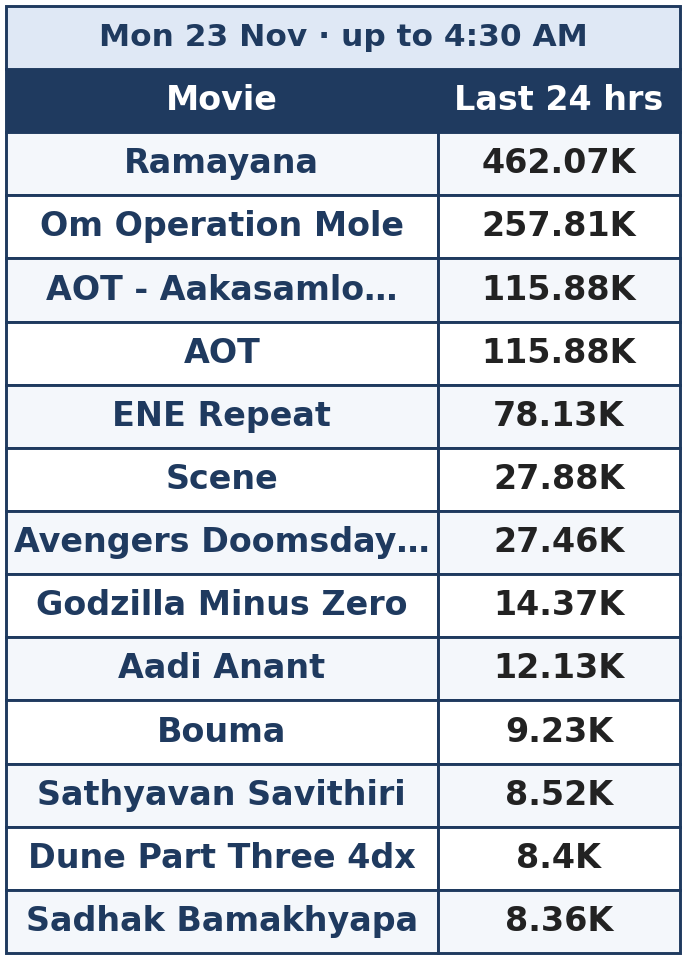 Mon 23 Nov · up to 4:30 AM
Movie Last 24 hrs
Ramayana 462.07K
Om Operation Mole 257.81K
AOT - Aakasamlo... 115.88K
AOT 115.88K
ENE Repeat 78.13K
Scene 27.88K
Avengers Doomsday... 27.46K
Godzilla Minus Zero 14.37K
Aadi Anant 12.13K
Bouma 9.23K
Sathyavan Savithiri 8.52K
Dune Part Three 4dx 8.4K
Sadhak Bamakhyapa 8.36K